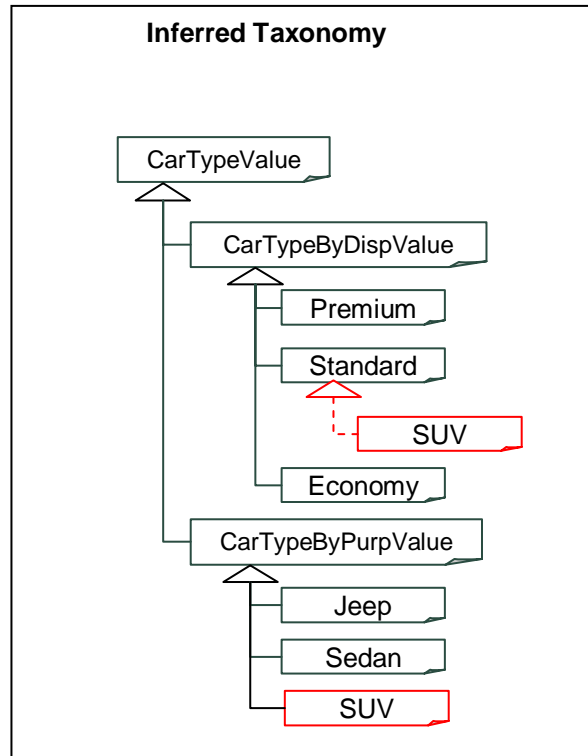 Inferred Taxonomy
CarTypeValue
CarTypeByDispValue
Premium
Standard
SUV
Economy
CarTypeByPurpValue
Jeep
Sedan
SUV